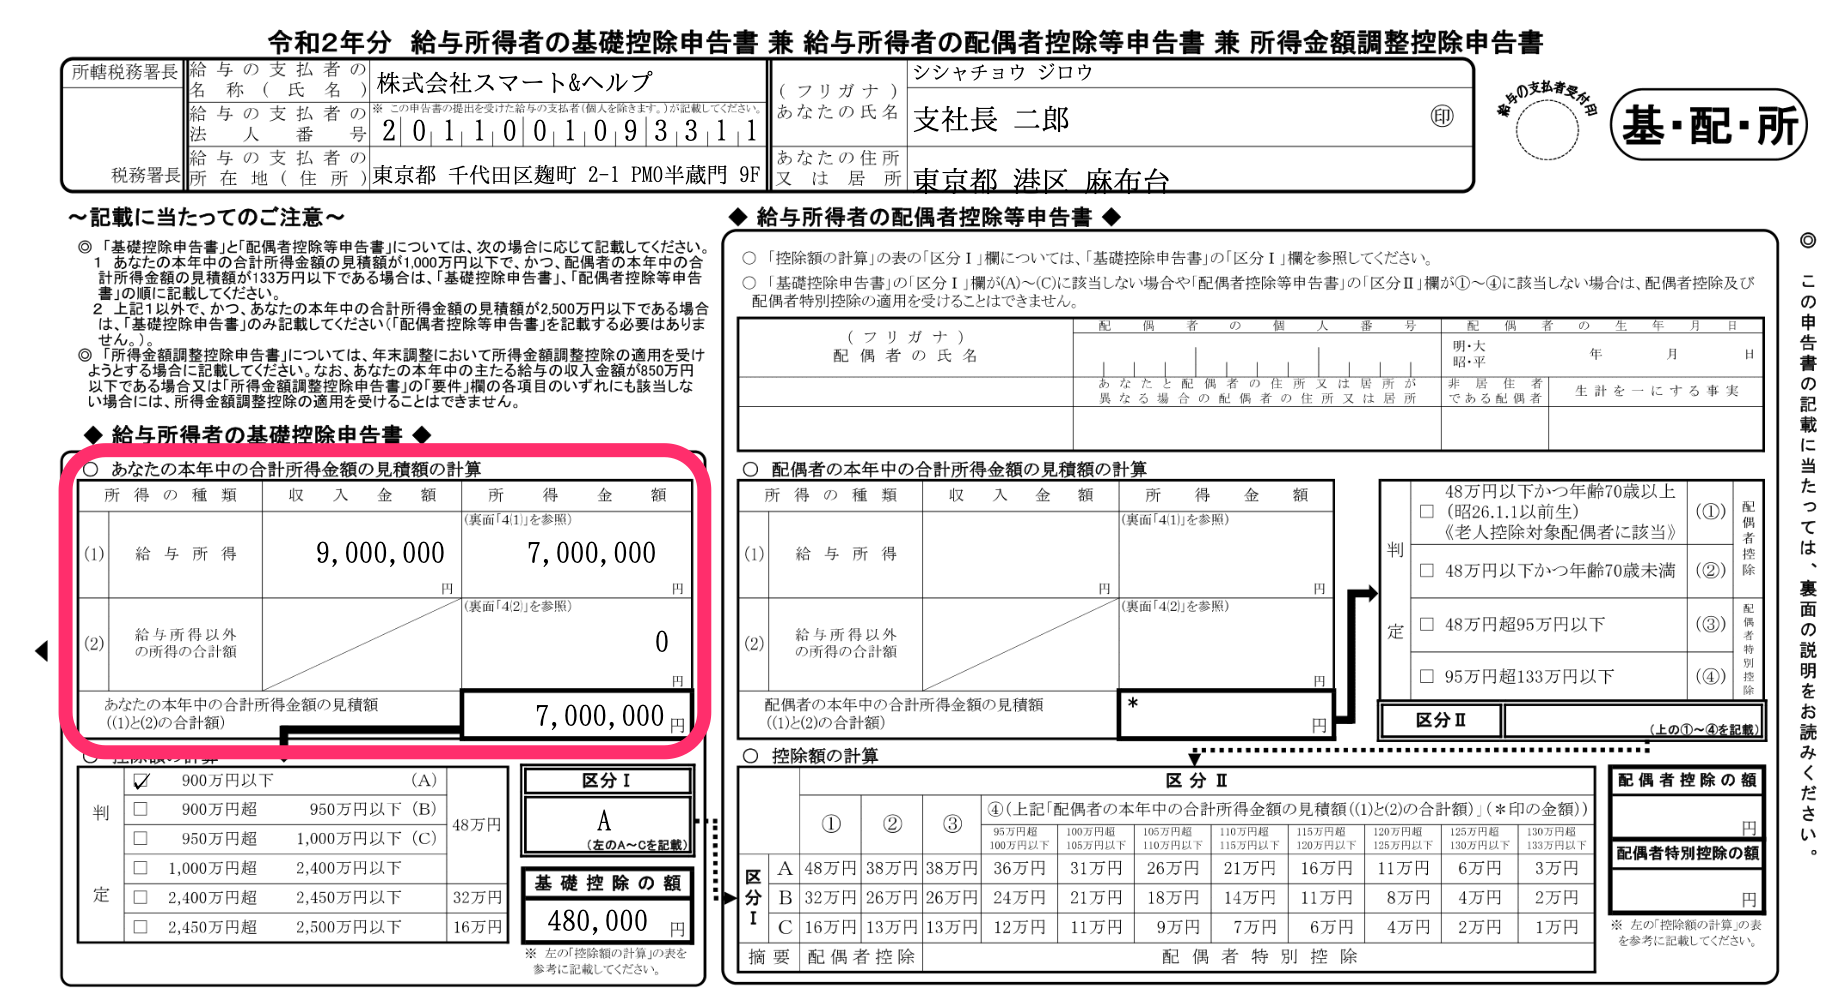 令和2年分　給与所得者の基礎控除申告書 兼 給与所得者の配偶者控除等申告書 兼 所得金額調整控除申告書
所轄税務署長
税務署長
給与の支払者の名称（氏名）
株式会社スマート&ヘルプ
給与の支払者の法人番号
※ この申告書の提出を受けた給与の支払者(個人を除きます。)が記載してください。
2011001093311
給与の支払者の所在地（住所）
東京都 千代田区麹町 2-1 PMO半蔵門 9F
（フリガナ）
あなたの氏名
シシャチョウ ジロウ
支社長 二郎
㊞
あなたの住所又は居所
東京都 港区 麻布台
給与の支払者受付印
基・配・所
～記載に当たってのご注意～
◎ 「基礎控除申告書」と「配偶者控除等申告書」については、次の場合に応じて記載してください。
1 あなたの本年中の合計所得金額の見積額が1,000万円以下で、かつ、配偶者の本年中の合
計所得金額の見積額が133万円以下である場合は、「基礎控除申告書」、「配偶者控除等申告
書」の順に記載してください。
2 上記1以外で、かつ、あなたの本年中の合計所得金額の見積額が2,500万円以下である場合
は、「基礎控除申告書」のみ記載してください(「配偶者控除等申告書」を記載する必要はありま
せん。)。
◎ 「所得金額調整控除申告書」については、年末調整において所得金額調整控除の適用を受け
ようとする場合に記載してください。なお、あなたの本年中の主たる給与の収入金額が850万円
以下である場合又は「所得金額調整控除申告書」の「要件」欄の各項目のいずれにも該当しな
い場合には、所得金額調整控除の適用を受けることはできません。
◆ 給与所得者の基礎控除申告書 ◆
○ あなたの本年中の合計所得金額の見積額の計算
所得の種類 収入金額 所得金額
(1) 給与所得 9,000,000 円 (裏面「4(1)」を参照) 7,000,000 円
(2) 給与所得以外の所得の合計額 (裏面「4(2)」を参照) 0 円
あなたの本年中の合計所得金額の見積額
((1)と(2)の合計額)
7,000,000 円
○ 控除額の計算
判定
☑ 900万円以下 (A)
□ 900万円超 950万円以下 (B)
□ 950万円超 1,000万円以下 (C)
□ 1,000万円超 2,400万円以下
48万円
□ 2,400万円超 2,450万円以下 32万円
□ 2,450万円超 2,500万円以下 16万円
区分Ⅰ
A
(左のA～Cを記載)
基礎控除の額
480,000 円
※ 左の「控除額の計算」の表を
参考に記載してください。
◆ 給与所得者の配偶者控除等申告書 ◆
○ 「控除額の計算」の表の「区分Ⅰ」欄については、「基礎控除申告書」の「区分Ⅰ」欄を参照してください。
○ 「基礎控除申告書」の「区分Ⅰ」欄が(A)～(C)に該当しない場合や「配偶者控除等申告書」の「区分Ⅱ」欄が①～④に該当しない場合は、配偶者控除及び
配偶者特別控除の適用を受けることはできません。
（フリガナ）
配偶者の氏名
配偶者の個人番号
配偶者の生年月日
明・大
昭・平
年 月 日
あなたと配偶者の住所又は居所が
異なる場合の配偶者の住所又は居所
非居住者
である配偶者
生計を一にする事実
○ 配偶者の本年中の合計所得金額の見積額の計算
所得の種類 収入金額 所得金額
(1) 給与所得 円 (裏面「4(1)」を参照) 円
(2) 給与所得以外の所得の合計額 (裏面「4(2)」を参照) 円
配偶者の本年中の合計所得金額の見積額
((1)と(2)の合計額)
* 円
判定
□ 48万円以下かつ年齢70歳以上
(昭26.1.1以前生)
《老人控除対象配偶者に該当》
(①)
□ 48万円以下かつ年齢70歳未満 (②)
配偶者控除
□ 48万円超95万円以下 (③)
□ 95万円超133万円以下 (④)
配偶者特別控除
区分Ⅱ
(上の①～④を記載)
○ 控除額の計算
区分Ⅱ
① ② ③ ④(上記「配偶者の本年中の合計所得金額の見積額((1)と(2)の合計額)」(＊印の金額))
95万円超100万円以下 100万円超105万円以下 105万円超110万円以下 110万円超115万円以下 115万円超120万円以下 120万円超125万円以下 125万円超130万円以下 130万円超133万円以下
区分Ⅰ
A 48万円 38万円 38万円 36万円 31万円 26万円 21万円 16万円 11万円 6万円 3万円
B 32万円 26万円 26万円 24万円 21万円 18万円 14万円 11万円 8万円 4万円 2万円
C 16万円 13万円 13万円 12万円 11万円 9万円 7万円 6万円 4万円 2万円 1万円
摘要 配偶者控除 配偶者特別控除
配偶者控除の額
円
配偶者特別控除の額
円
※ 左の「控除額の計算」の表
を参考に記載してください。
◎ この申告書の記載に当たっては、裏面の説明をお読みください。